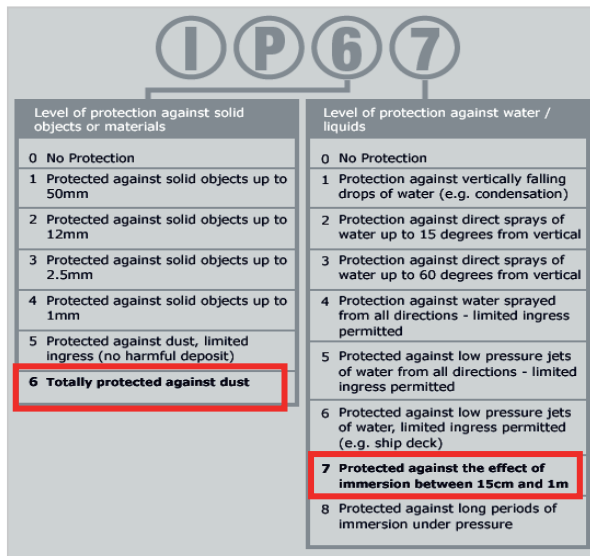 IP67
Level of protection against solid
objects or materials
0 No Protection
1 Protected against solid objects up to
50mm
2 Protected against solid objects up to
12mm
3 Protected against solid objects up to
2.5mm
4 Protected against solid objects up to
1mm
5 Protected against dust, limited
ingress (no harmful deposit)
6 Totally protected against dust
Level of protection against water /
liquids
0 No Protection
1 Protection against vertically falling
drops of water (e.g. condensation)
2 Protection against direct sprays of
water up to 15 degrees from vertical
3 Protection against direct sprays of
water up to 60 degrees from vertical
4 Protection against water sprayed
from all directions - limited ingress
permitted
5 Protected against low pressure jets
of water from all directions - limited
ingress permitted
6 Protected against low pressure jets
of water, limited ingress permitted
(e.g. ship deck)
7 Protected against the effect of
immersion between 15cm and 1m
8 Protected against long periods of
immersion under pressure